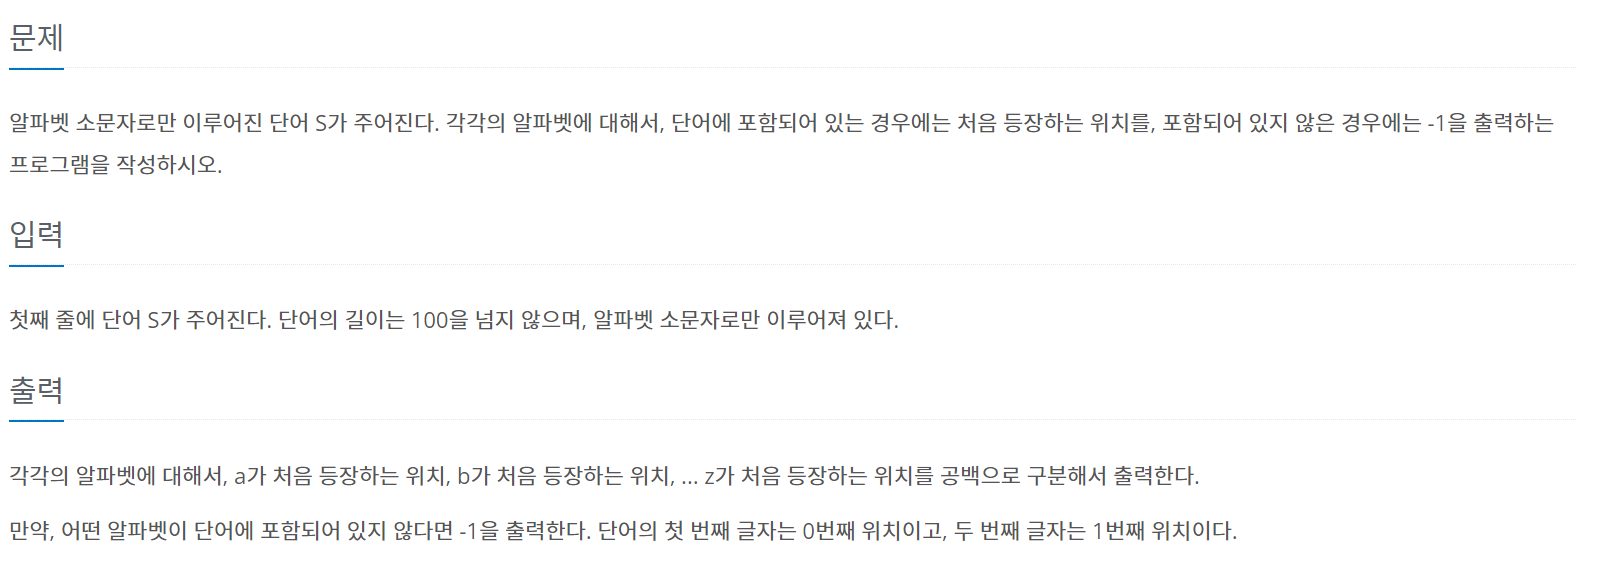 문제
알파벳 소문자로만 이루어진 단어 S가 주어진다. 각각의 알파벳에 대해서, 단어에 포함되어 있는 경우에는 처음 등장하는 위치를, 포함되어 있지 않은 경우에는 -1을 출력하는
프로그램을 작성하시오.
입력
첫째 줄에 단어 S가 주어진다. 단어의 길이는 100을 넘지 않으며, 알파벳 소문자로만 이루어져 있다.
출력
각각의 알파벳에 대해서, a가 처음 등장하는 위치, b가 처음 등장하는 위치, ... z가 처음 등장하는 위치를 공백으로 구분해서 출력한다.
만약, 어떤 알파벳이 단어에 포함되어 있지 않다면 -1을 출력한다. 단어의 첫 번째 글자는 0번째 위치이고, 두 번째 글자는 1번째 위치이다.